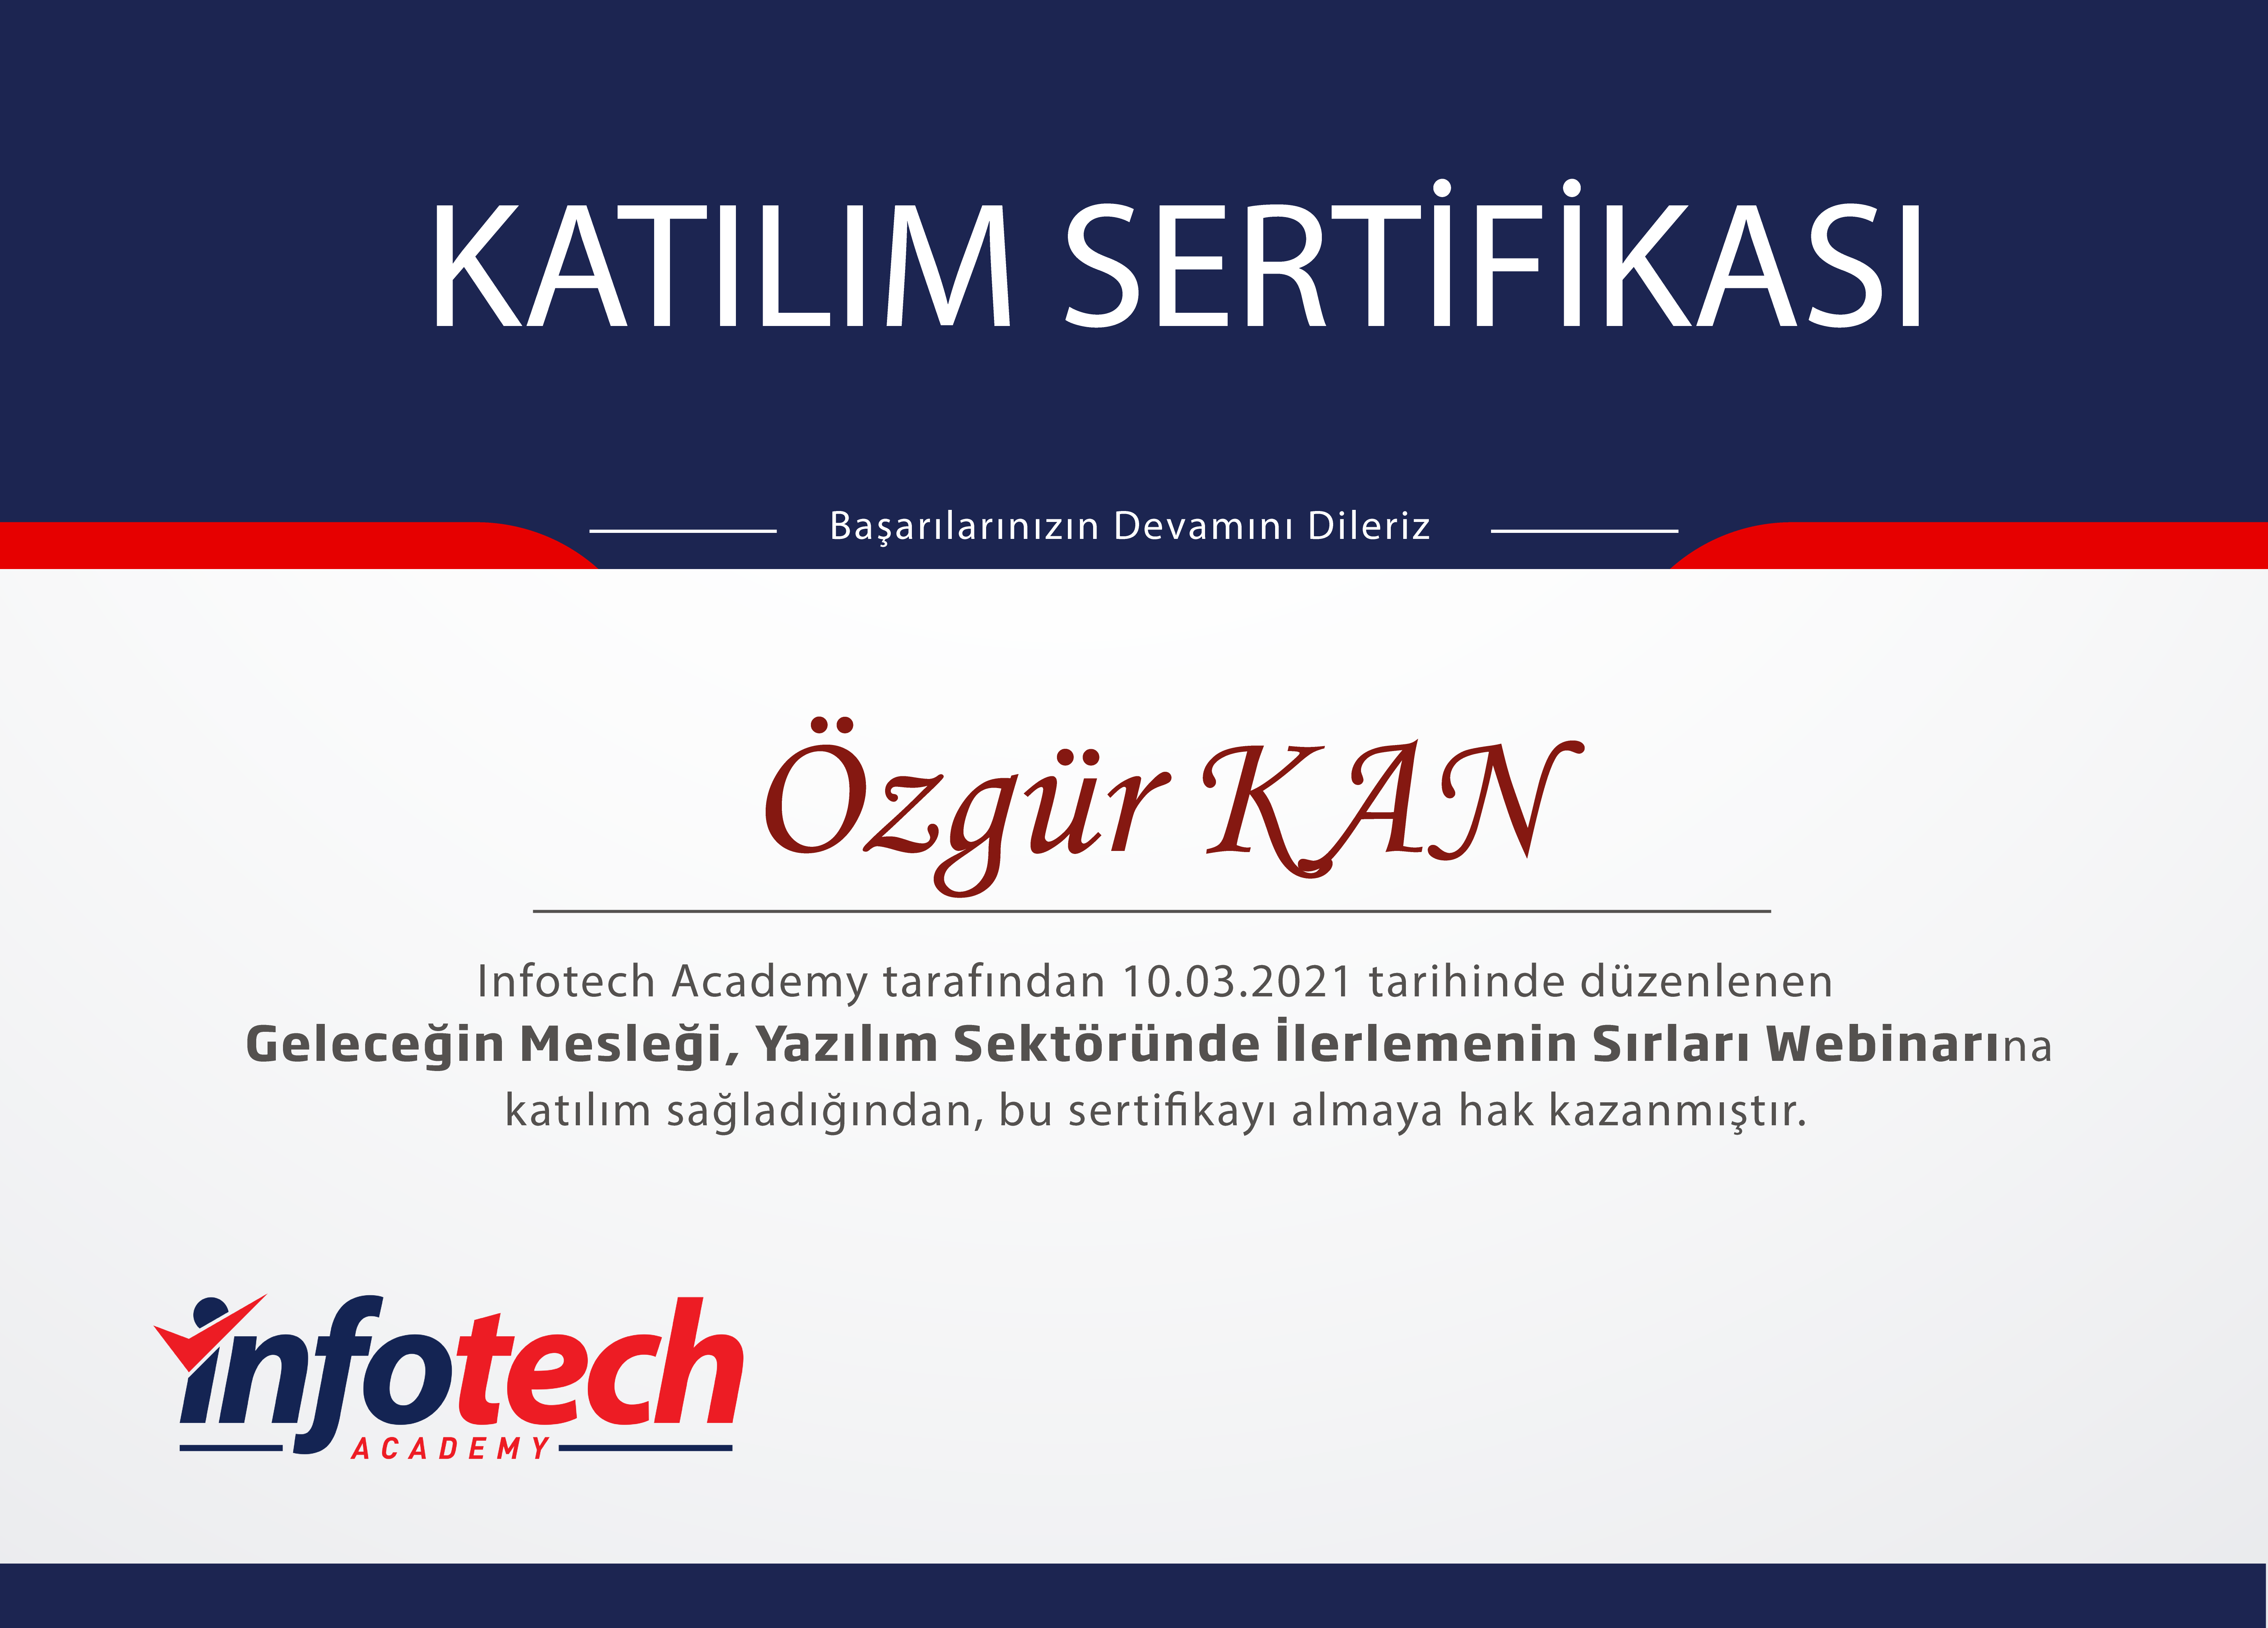 KATILIM SERTİFİKASI
Başarılarınızın Devamını Dileriz
Özgür KAN
Infotech Academy tarafından 10.03.2021 tarihinde düzenlenen
Geleceğin Mesleği, Yazılım Sektöründe İlerlemenin Sırları Webinarına
katılım sağladığından, bu sertifikayı almaya hak kazanmıştır.
infotech
ACADEMY